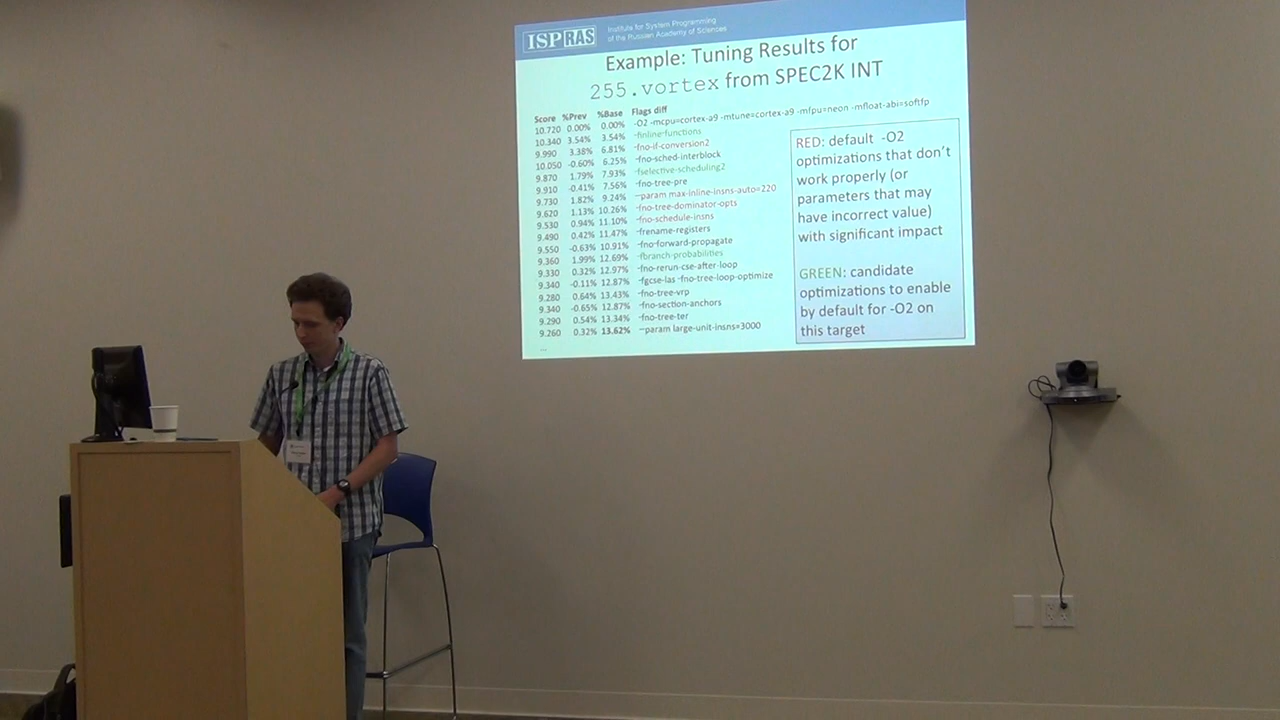 ISP RAS
Institute for System Programming
of the Russian Academy of Sciences
Example: Tuning Results for
255.vortex from SPEC2K INT
Score %Prev %Base Flags diff
10.720 0.00% 0.00% -O2 -mcpu=cortex-a9 -mtune=cortex-a9 -mfpu=neon -mfloat-abi=softfp
10.340 3.54% 3.54% -finline-functions
9.990 3.38% 6.81% -fno-if-conversion2
10.050 -0.60% 6.25% -fno-sched-interblock
9.870 1.79% 7.93% -fselective-scheduling2
9.910 -0.41% 7.56% -fno-tree-pre
9.730 1.82% 9.24% --param max-inline-insns-auto=220
9.620 1.13% 10.26% -fno-tree-dominator-opts
9.530 0.94% 11.10% -fno-schedule-insns
9.490 0.42% 11.47% -frename-registers
9.550 -0.63% 10.91% -fno-forward-propagate
9.360 1.99% 12.69% -fbranch-probabilities
9.330 0.32% 12.97% -fno-rerun-cse-after-loop
9.340 -0.11% 12.87% -fgcse-las -fno-tree-loop-optimize
9.280 0.64% 13.43% -fno-tree-vrp
9.340 -0.65% 12.87% -fno-section-anchors
9.290 0.54% 13.34% -fno-tree-ter
9.260 0.32% 13.62% --param large-unit-insns=3000
...
RED: default -O2
optimizations that don't
work properly (or
parameters that may
have incorrect value)
with significant impact
GREEN: candidate
optimizations to enable
by default for -O2 on
this target